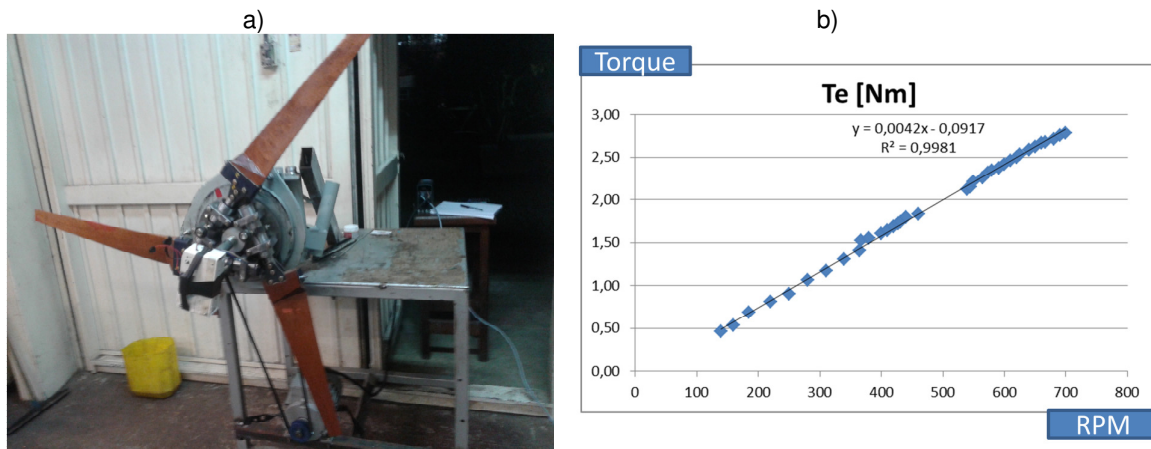 a)
b)
Torque
Te [Nm]
y = 0,0042x - 0,0917
R² = 0,9981
3,00
2,50
2,00
1,50
1,00
0,50
0,00
0 100 200 300 400 500 600 700 800
RPM